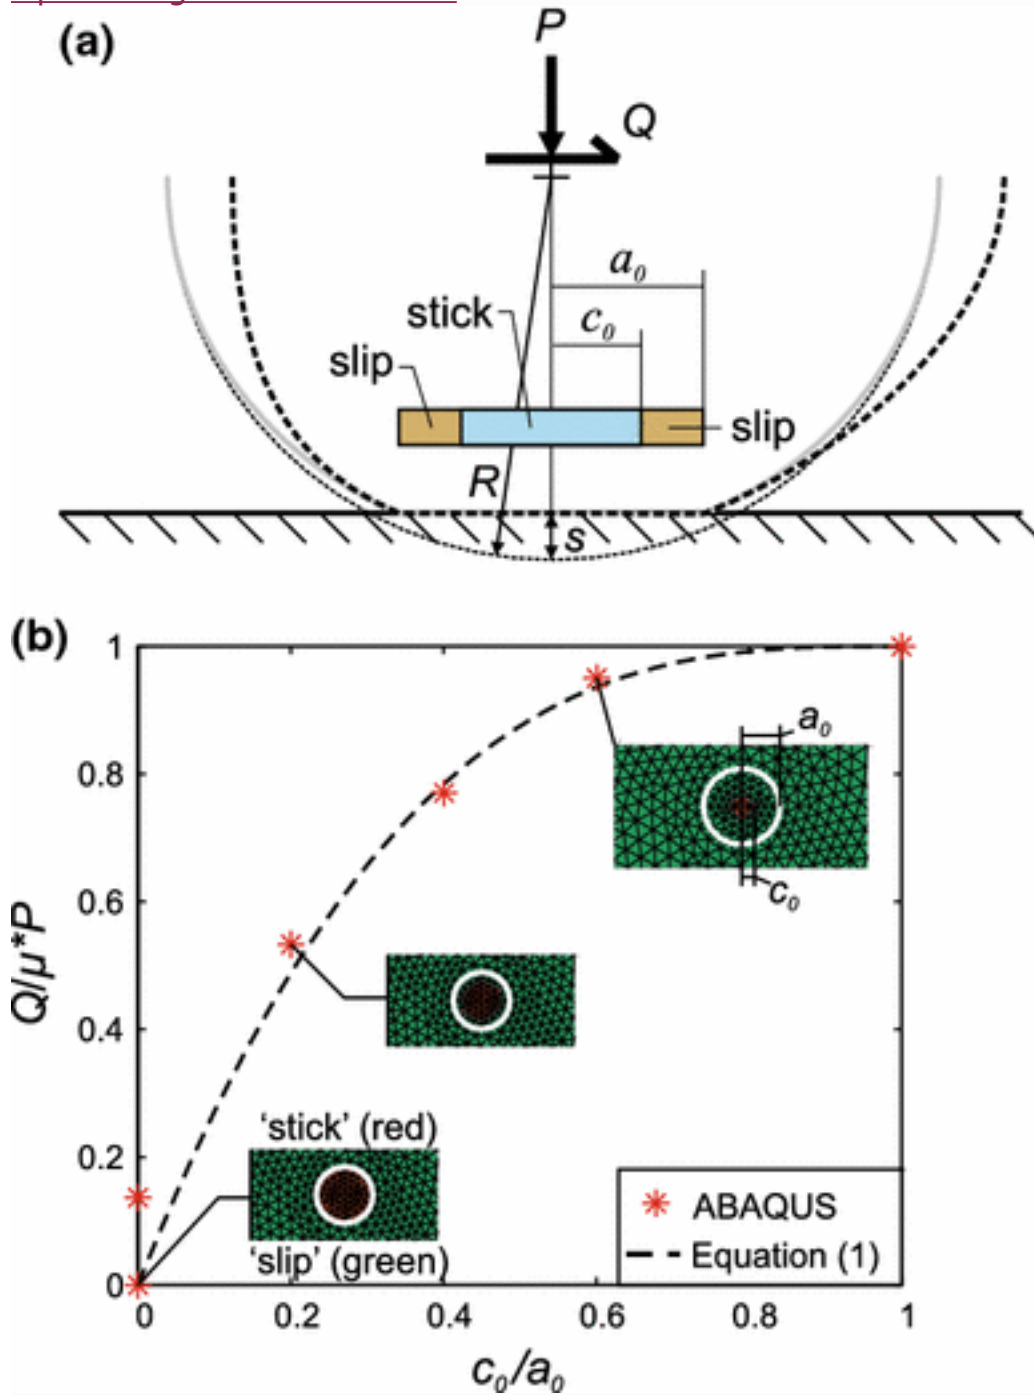 (a)
P
Q
a₀
stick
c₀
slip
slip
R
s
(b)
1
0.8
0.6
0.4
0.2
0
Q/μ*P
a₀
c₀
'stick' (red)
'slip' (green)
ABAQUS
Equation (1)
0
0.2
0.4
0.6
0.8
1
c₀/a₀